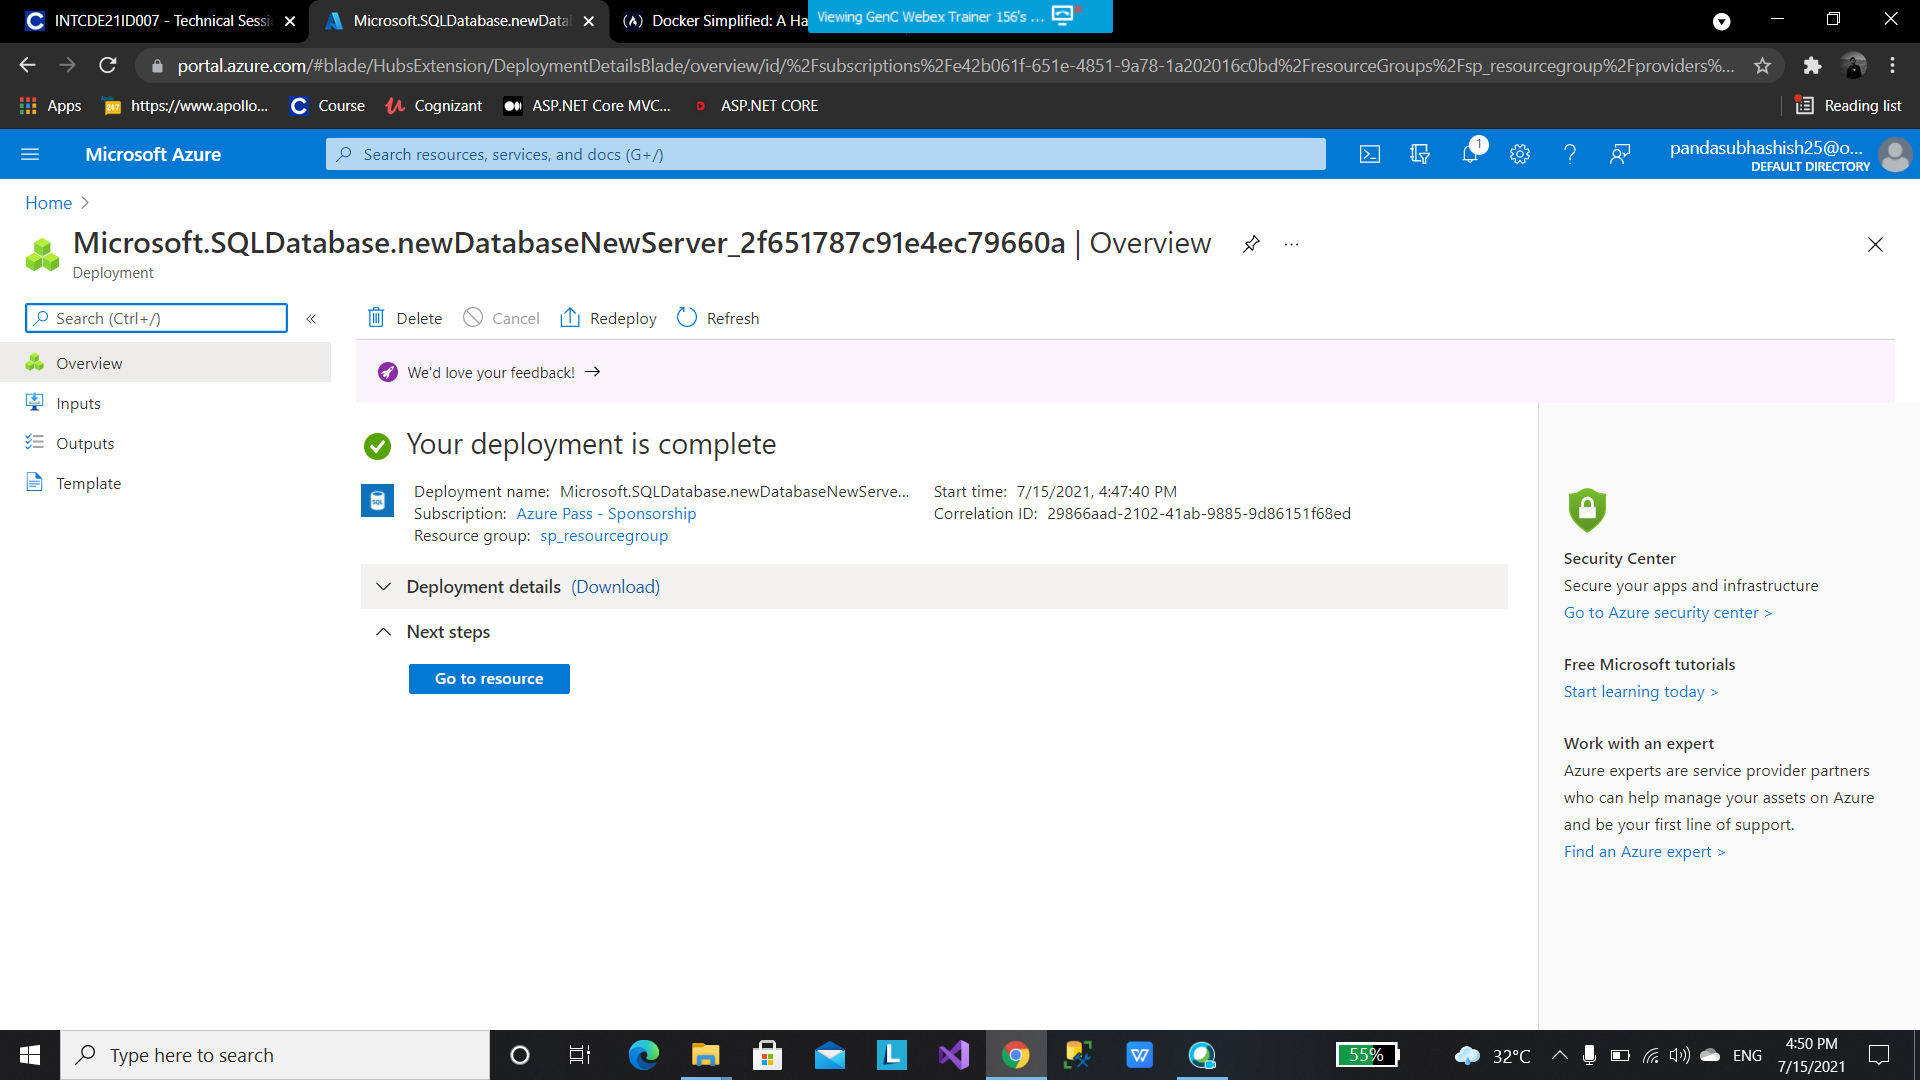 INTCDE21ID007 - Technical Sessi
Microsoft.SQLDatabase.newDatal
Docker Simplified: A Ha
Viewing GenC Webex Trainer 156's ...
portal.azure.com/#blade/HubsExtension/DeploymentDetailsBlade/overview/id/%2Fsubscriptions%2Fe42b061f-651e-4851-9a78-1a202016c0bd%2FresourceGroups%2Fsp_resourcegroup%2Fproviders%...
Apps
https://www.apollo...
Course
Cognizant
ASP.NET Core MVC...
ASP.NET CORE
Reading list
Microsoft Azure
Search resources, services, and docs (G+/)
1
pandasubhashish25@o...
DEFAULT DIRECTORY
Home
Microsoft.SQLDatabase.newDatabaseNewServer_2f651787c91e4ec79660a | Overview
Deployment
Search (Ctrl+/)
Delete
Cancel
Redeploy
Refresh
Overview
Inputs
Outputs
Template
We'd love your feedback! →
Your deployment is complete
Deployment name: Microsoft.SQLDatabase.newDatabaseNewServe...
Subscription: Azure Pass - Sponsorship
Resource group: sp_resourcegroup
Start time: 7/15/2021, 4:47:40 PM
Correlation ID: 29866aad-2102-41ab-9885-9d86151f68ed
Deployment details (Download)
Next steps
Go to resource
Security Center
Secure your apps and infrastructure
Go to Azure security center >
Free Microsoft tutorials
Start learning today >
Work with an expert
Azure experts are service provider partners
who can help manage your assets on Azure
and be your first line of support.
Find an Azure expert >
Type here to search
55%
32°C
ENG
4:50 PM
7/15/2021